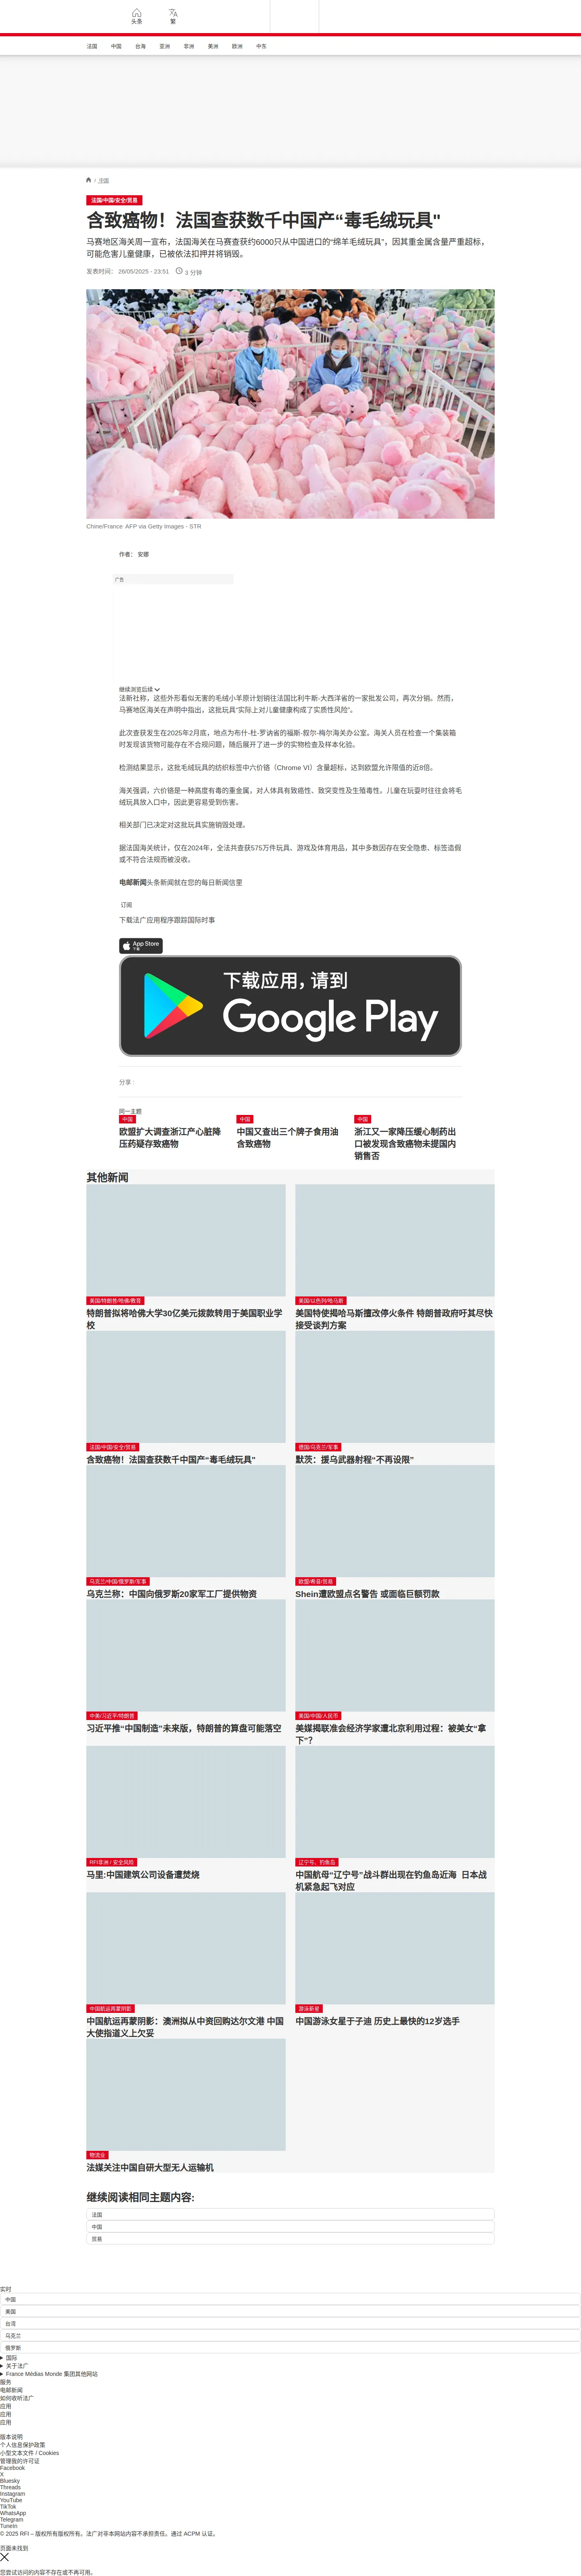 头条
繁
法国
中国
台海
亚洲
非洲
美洲
欧洲
中东
/ 中国
法国/中国/安全/贸易
含致癌物！法国查获数千中国产“毒毛绒玩具"
马赛地区海关周一宣布，法国海关在马赛查获约6000只从中国进口的“绵羊毛绒玩具”，因其重金属含量严重超标，
可能危害儿童健康，已被依法扣押并将销毁。
发表时间： 26/05/2025 - 23:51
3 分钟
Chine/France AFP via Getty Images - STR
作者： 安娜
广告
继续浏览后续
法新社称，这些外形看似无害的毛绒小羊原计划销往法国比利牛斯-大西洋省的一家批发公司，再次分销。然而，
马赛地区海关在声明中指出，这批玩具“实际上对儿童健康构成了实质性风险”。
此次查获发生在2025年2月底，地点为布什-杜-罗讷省的福斯-叙尔-梅尔海关办公室。海关人员在检查一个集装箱
时发现该货物可能存在不合规问题，随后展开了进一步的实物检查及样本化验。
检测结果显示，这批毛绒玩具的纺织标签中六价铬（Chrome VI）含量超标，达到欧盟允许限值的近8倍。
海关强调，六价铬是一种高度有毒的重金属，对人体具有致癌性、致突变性及生殖毒性。儿童在玩耍时往往会将毛
绒玩具放入口中，因此更容易受到伤害。
相关部门已决定对这批玩具实施销毁处理。
据法国海关统计，仅在2024年，全法共查获575万件玩具、游戏及体育用品，其中多数因存在安全隐患、标签造假
或不符合法规而被没收。
电邮新闻头条新闻就在您的每日新闻信里
订阅
下载法广应用程序跟踪国际时事
App Store
下载
下载应用，请到
Google Play
分享 :
同一主题
中国
欧盟扩大调查浙江产心脏降
压药疑存致癌物
中国
中国又查出三个牌子食用油
含致癌物
中国
浙江又一家降压缓心制药出
口被发现含致癌物未提国内
销售否
其他新闻
美国/特朗普/哈佛/教育
特朗普拟将哈佛大学30亿美元拨款转用于美国职业学
校
美国/以色列/哈马斯
美国特使揭哈马斯擅改停火条件 特朗普政府吁其尽快
接受谈判方案
法国/中国/安全/贸易
含致癌物！法国查获数千中国产“毒毛绒玩具"
德国/乌克兰/军事
默茨：援乌武器射程“不再设限”
乌克兰/中国/俄罗斯/军事
乌克兰称：中国向俄罗斯20家军工厂提供物资
欧盟/希音/贸易
Shein遭欧盟点名警告 或面临巨额罚款
中美/习近平/特朗普
习近平推“中国制造”未来版，特朗普的算盘可能落空
美国/中国/人民币
美媒揭联准会经济学家遭北京利用过程：被美女“拿
下”？
RFI非洲 / 安全风险
马里:中国建筑公司设备遭焚烧
辽宁号、钓鱼岛
中国航母“辽宁号”战斗群出现在钓鱼岛近海 日本战
机紧急起飞对应
中国航运再蒙阴影
中国航运再蒙阴影：澳洲拟从中资回购达尔文港 中国
大使指道义上欠妥
游泳新星
中国游泳女星于子迪 历史上最快的12岁选手
物流业
法媒关注中国自研大型无人运输机
继续阅读相同主题内容:
法国
中国
贸易
实时
中国
美国
台湾
乌克兰
俄罗斯
国际
关于法广
France Médias Monde 集团其他网站
服务
电邮新闻
如何收听法广
应用
应用
应用
版本说明
个人信息保护政策
小型文本文件 / Cookies
管理我的许可证
Facebook
X
Bluesky
Threads
Instagram
YouTube
TikTok
WhatsApp
Telegram
TuneIn
© 2025 RFI – 版权所有版权所有。法广对非本网站内容不承担责任。通过 ACPM 认证。
页面未找到
您尝试访问的内容不存在或不再可用。